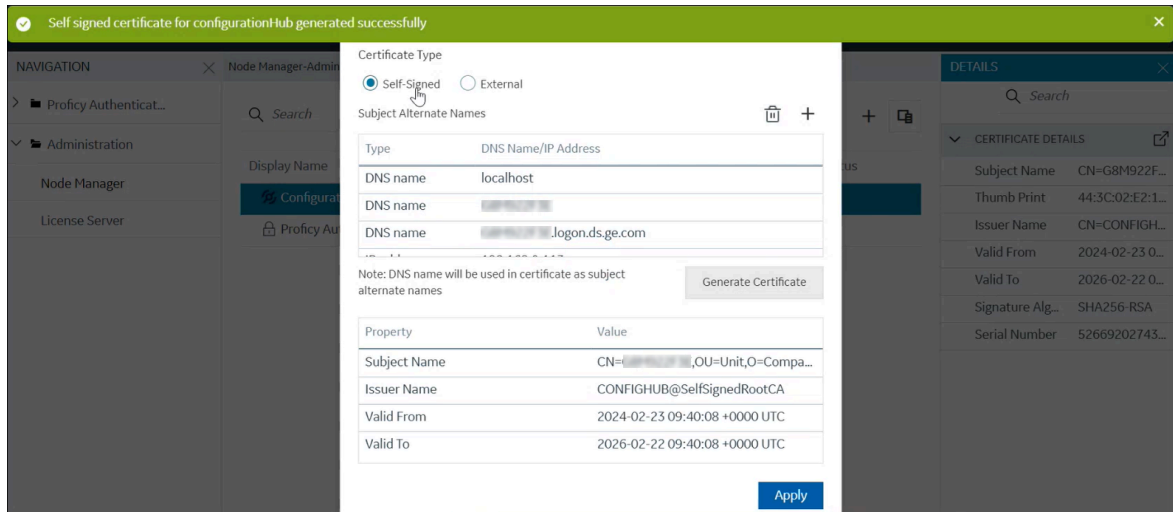 Self signed certificate for configurationHub generated successfully
NAVIGATION
Proficy Authenticat...
Administration
Node Manager
License Server
Node Manager-Admin
Search
Display Name
Configurat
Proficy Au
Certificate Type
Self-Signed External
Subject Alternate Names
Type DNS Name/IP Address
DNS name localhost
DNS name
DNS name .logon.ds.ge.com
Note: DNS name will be used in certificate as subject
alternate names
Generate Certificate
Property Value
Subject Name CN= ,OU=Unit,O=Compa...
Issuer Name CONFIGHUB@SelfSignedRootCA
Valid From 2024-02-23 09:40:08 +0000 UTC
Valid To 2026-02-22 09:40:08 +0000 UTC
Apply
tus
DETAILS
Search
CERTIFICATE DETAILS
Subject Name CN=G8M922F...
Thumb Print 44:3C:02:E2:1...
Issuer Name CN=CONFIGH...
Valid From 2024-02-23 0...
Valid To 2026-02-22 0...
Signature Alg... SHA256-RSA
Serial Number 52669202743...